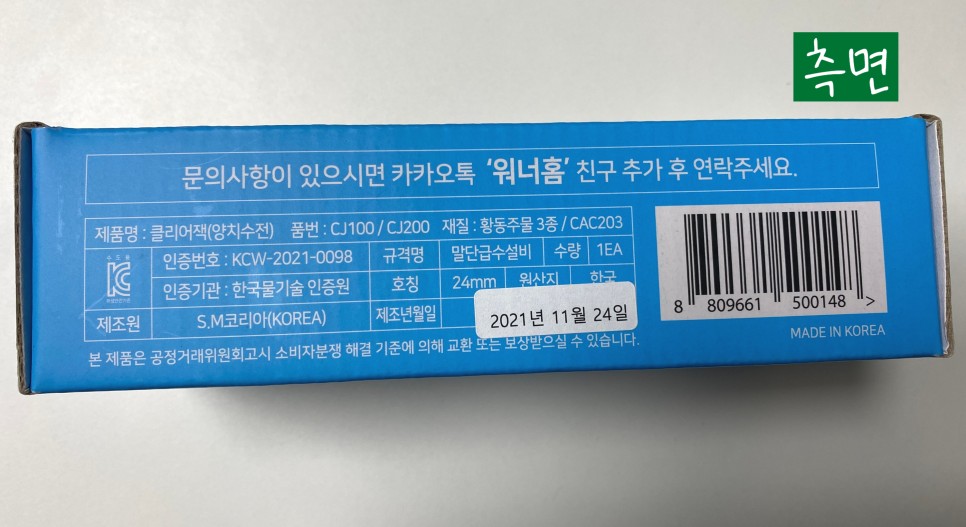 측면
문의사항이 있으시면 카카오톡 '워너홈' 친구 추가 후 연락주세요.
제품명 : 클리어잭(양치수전) 품번 : CJ100 / CJ200 재질 : 황동주물 3종 / CAC203
인증번호 : KCW-2021-0098 규격명 말단급수설비 수량 1EA
인증기관 : 한국물기술 인증원 호칭 24mm 원산지 한국
제조원 S.M코리아(KOREA) 제조년월일 2021년 11월 24일
본 제품은 공정거래위원회고시 소비자분쟁 해결 기준에 의해 교환 또는 보상받으실 수 있습니다.
8 809661 500148 >
MADE IN KOREA